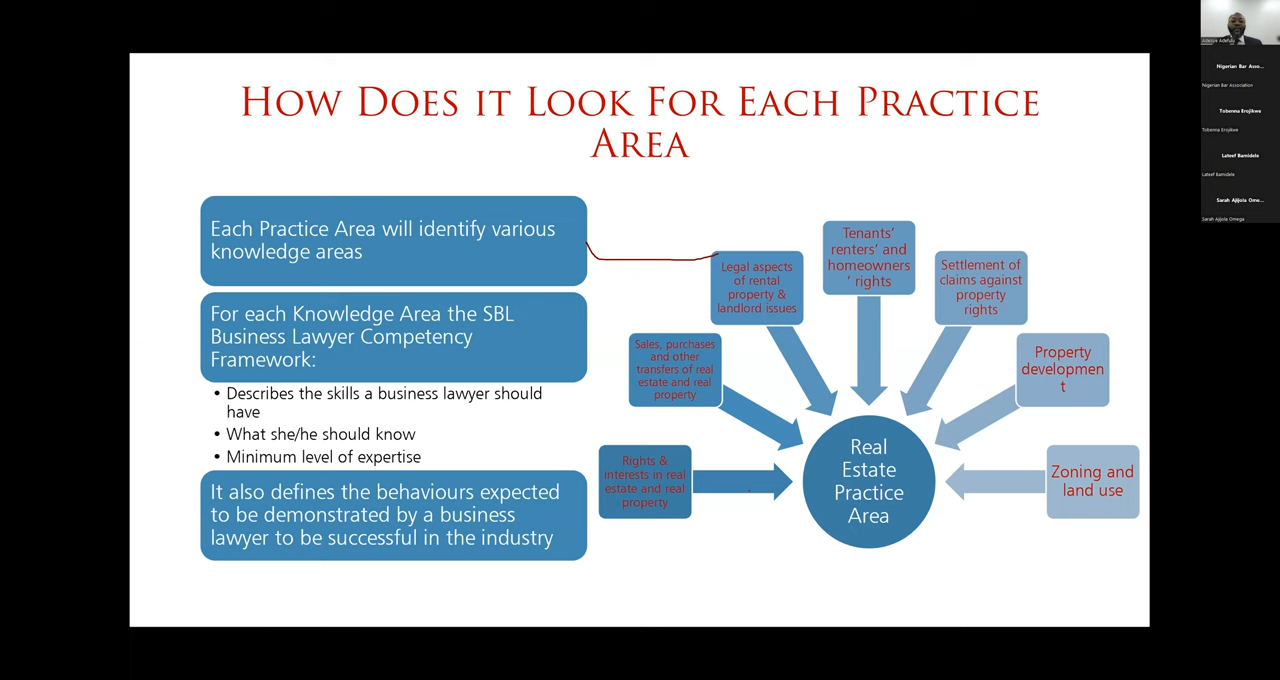 HOW DOES IT LOOK FOR EACH PRACTICE
AREA
Each Practice Area will identify various
knowledge areas
For each Knowledge Area the SBL
Business Lawyer Competency
Framework:
• Describes the skills a business lawyer should
have
• What she/he should know
• Minimum level of expertise
It also defines the behaviours expected
to be demonstrated by a business
lawyer to be successful in the industry
Rights &
interests in real
estate and real
property
Sales, purchases
and other
transfers of real
estate and real
property
Legal aspects
of rental
property &
landlord issues
Tenants’
renters’ and
homeowners
’ rights
Settlement of
claims against
property
rights
Property
developmen
t
Zoning and
land use
Real
Estate
Practice
Area
Adesiye Adefulu
Nigerian Bar Asso...
Nigerian Bar Association
Tobenna Erojikwe
Tobenna Erojikwe
Lateef Bamidele
Lateef Bamidele
Sarah Ajijola Ome...
Sarah Ajijola Omega